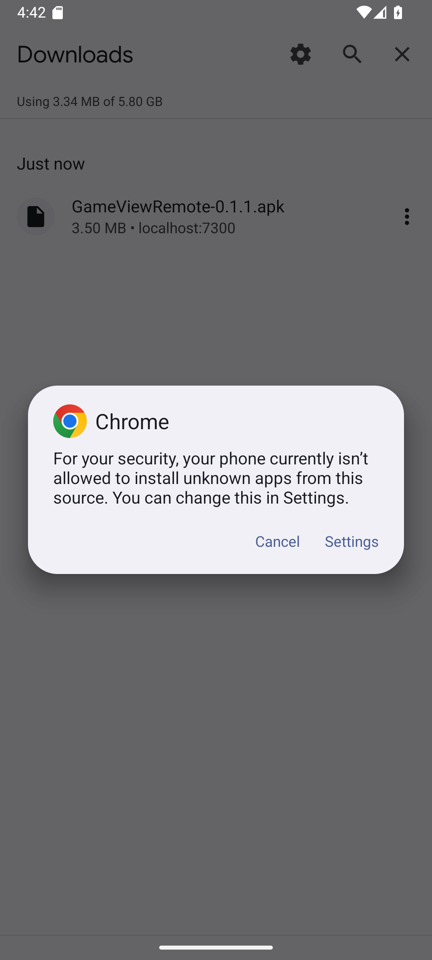 4:42
Downloads
Using 3.34 MB of 5.80 GB
Just now
GameViewRemote-0.1.1.apk
3.50 MB • localhost:7300
Chrome
For your security, your phone currently isn’t
allowed to install unknown apps from this
source. You can change this in Settings.
Cancel Settings